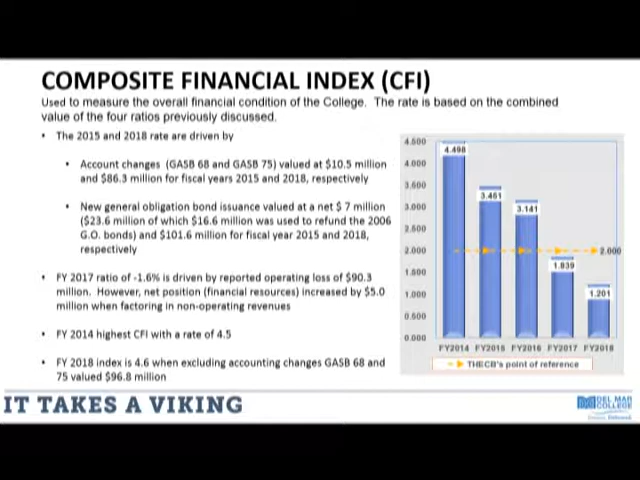 COMPOSITE FINANCIAL INDEX (CFI)
Used to measure the overall financial condition of the College. The rate is based on the combined
value of the four ratios previously discussed.
• The 2015 and 2018 rate are driven by
• Account changes (GASB 68 and GASB 75) valued at $10.5 million
and $86.3 million for fiscal years 2015 and 2018, respectively
• New general obligation bond issuance valued at a net $ 7 million
($23.6 million of which $16.6 million was used to refund the 2006
G.O. bonds) and $101.6 million for fiscal year 2015 and 2018,
respectively
• FY 2017 ratio of -1.6% is driven by reported operating loss of $90.3
million. However, net position (financial resources) increased by $5.0
million when factoring in non-operating revenues
• FY 2014 highest CFI with a rate of 4.5
• FY 2018 index is 4.6 when excluding accounting changes GASB 68 and
75 valued $96.8 million
4.500
4.000
3.500
3.000
2.500
2.000
1.500
1.000
0.500
0.000
4.498
3.451
3.141
1.839
1.201
2.000
FY2014 FY2015 FY2016 FY2017 FY2018
THECB's point of reference
IT TAKES A VIKING
DEL MAR
COLLEGE